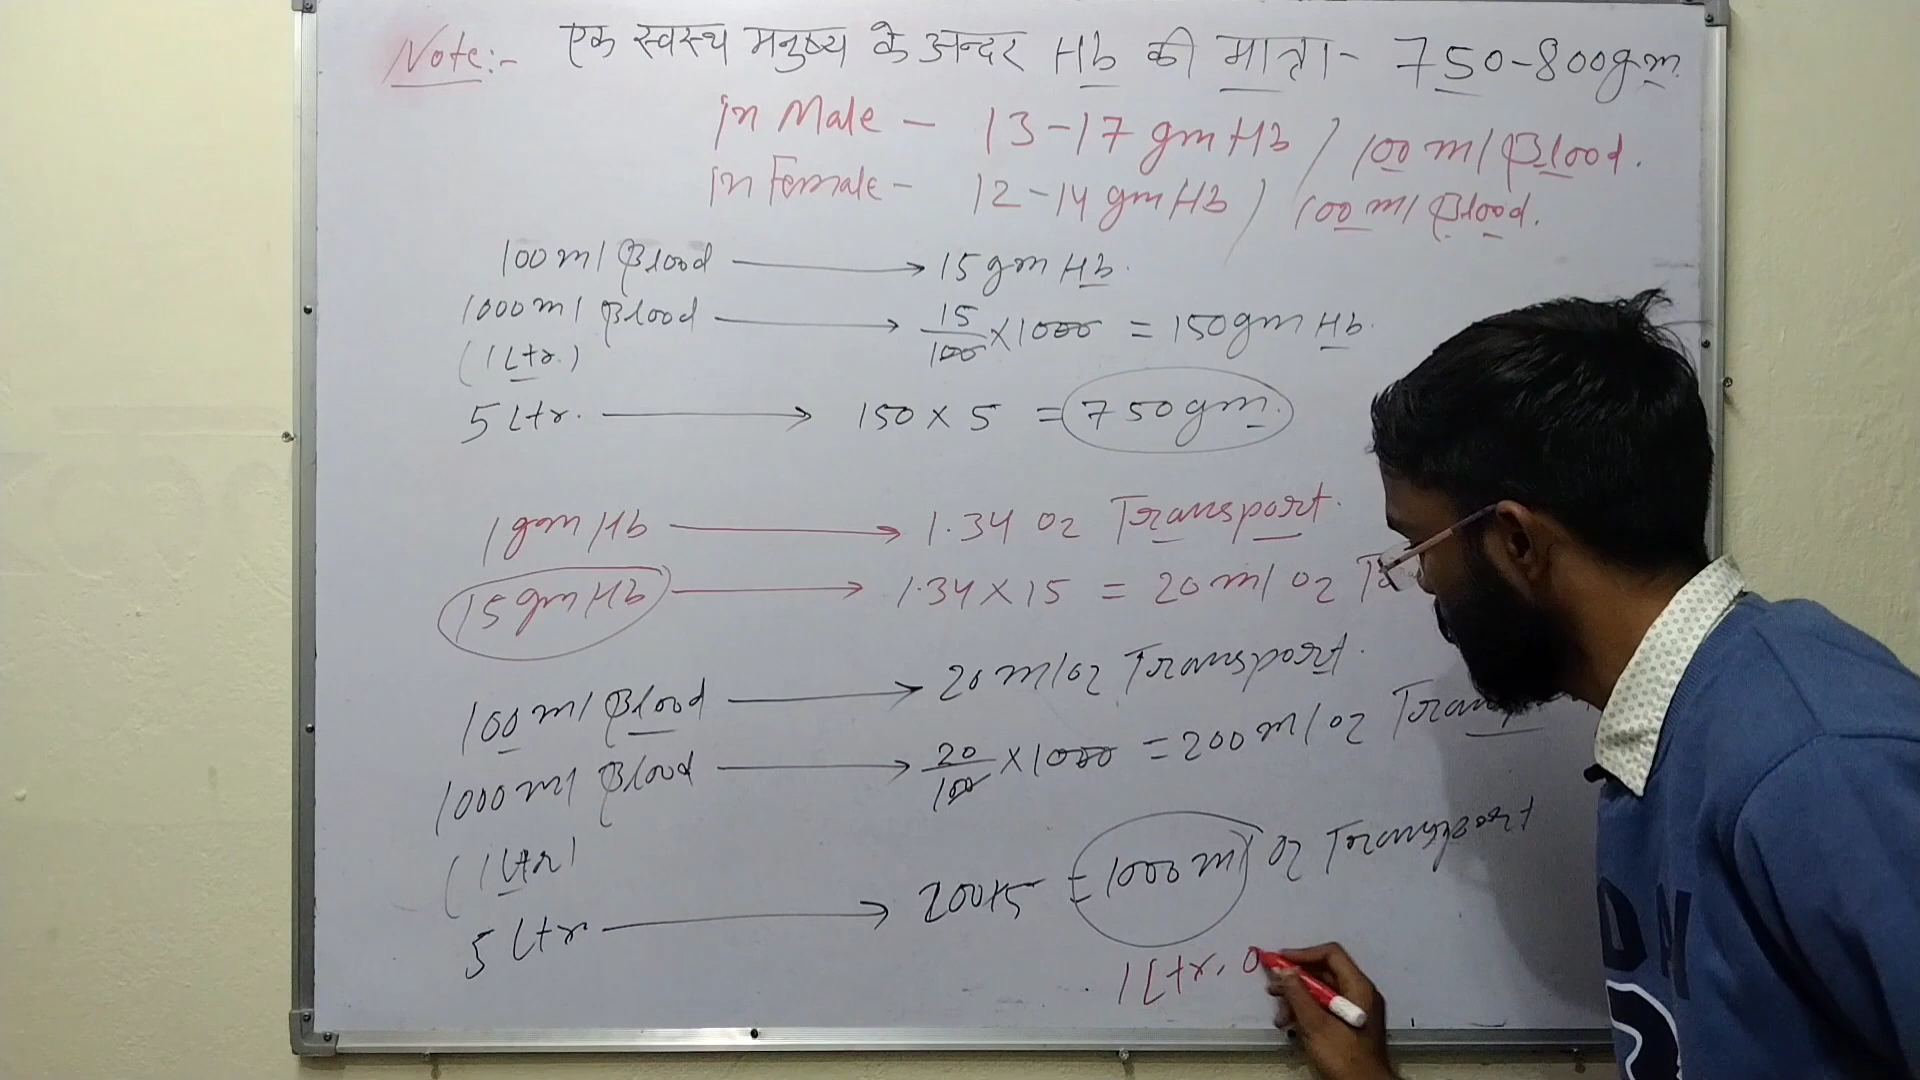 Note:- एक स्वस्थ मनुष्य के अन्दर Hb की मात्रा - 750-800gm
in Male - 13-17 gm Hb / 100 ml Blood.
in Female - 12-14 gm Hb / 100 ml Blood.
100 ml Blood → 15 gm Hb.
1000 ml Blood → 15/100 × 1000 = 150 gm Hb.
(1 Ltr.)
5 Ltr. → 150 × 5 = 750 gm.
1 gm Hb → 1.34 O2 Transport.
15 gm Hb → 1.34 × 15 = 20 ml O2
100 ml Blood → 20 ml O2 Transport.
1000 ml Blood → 20/100 × 1000 = 200 ml O2
(1 Ltr)
5 Ltr → 200×5 = 1000 ml O2 Transport
1 Ltr. O